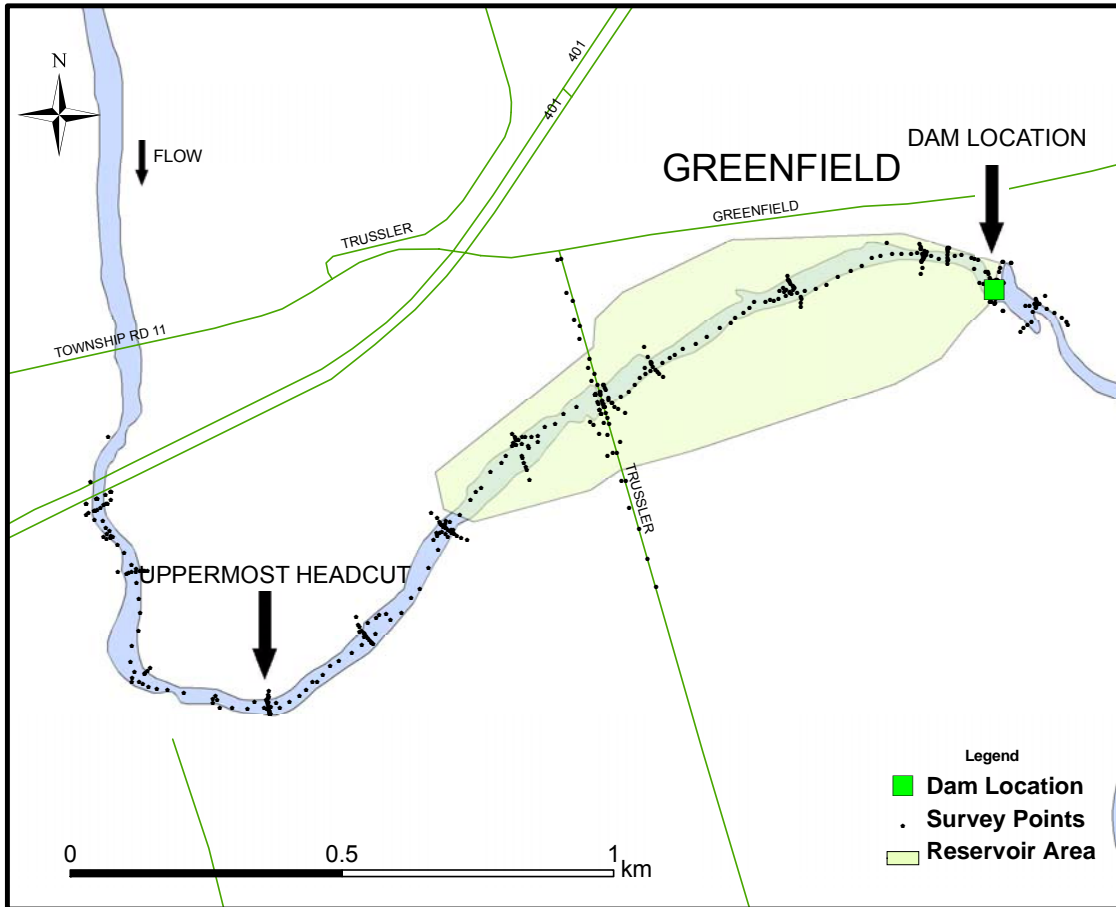 N
FLOW
401
401
DAM LOCATION
GREENFIELD
GREENFIELD
TRUSSLER
TOWNSHIP RD 11
TRUSSLER
UPPERMOST HEADCUT
Legend
Dam Location
Survey Points
Reservoir Area
0 0.5 1
km